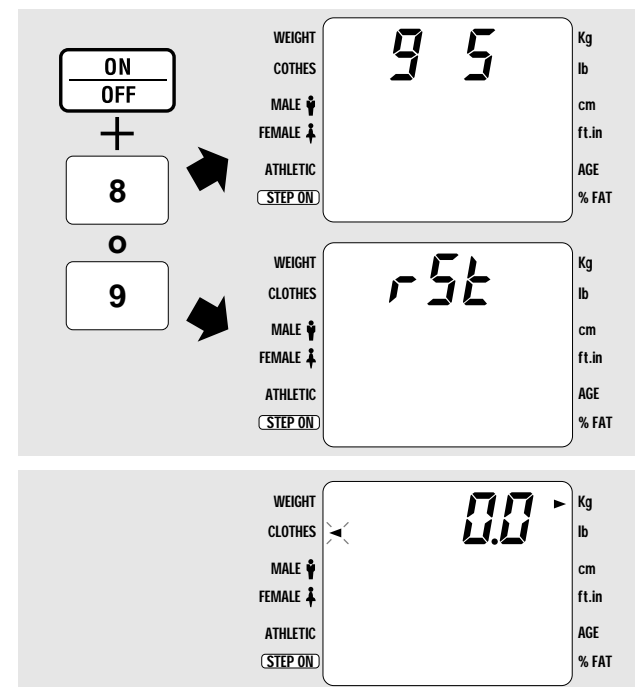 ON
OFF
+
8
o
9
WEIGHT 9 5 Kg
COTHES lb
MALE cm
FEMALE ft.in
ATHLETIC AGE
STEP ON % FAT
WEIGHT rSt Kg
CLOTHES lb
MALE cm
FEMALE ft.in
ATHLETIC AGE
STEP ON % FAT
WEIGHT 0.0 Kg
CLOTHES lb
MALE cm
FEMALE ft.in
ATHLETIC AGE
STEP ON % FAT